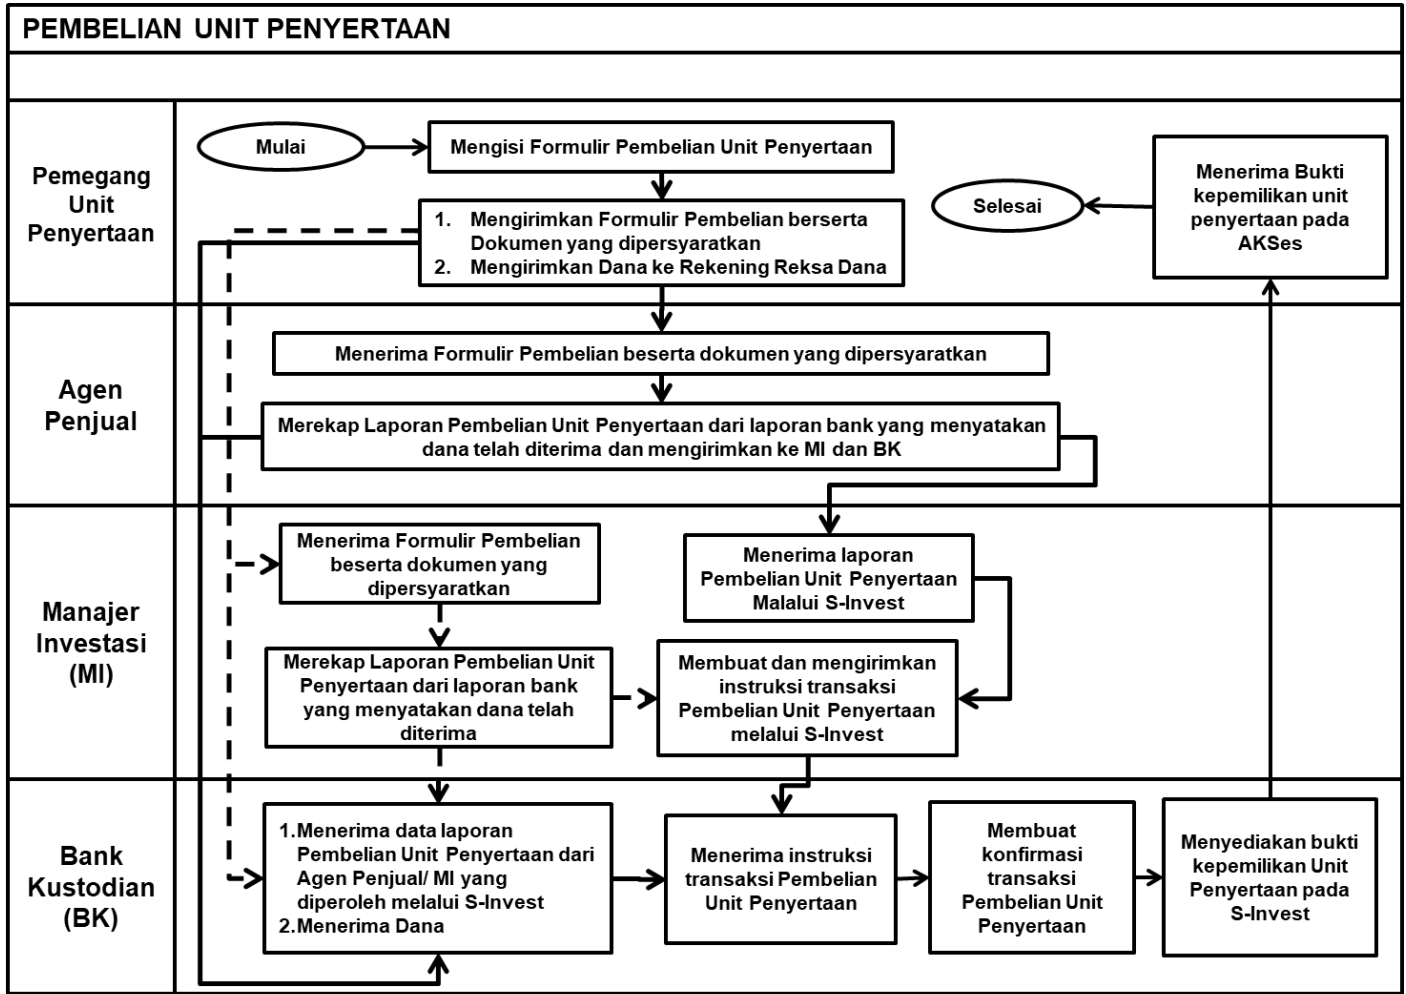 PEMBELIAN UNIT PENYERTAAN
Pemegang
Unit
Penyertaan
Mulai
Mengisi Formulir Pembelian Unit Penyertaan
1. Mengirimkan Formulir Pembelian berserta
Dokumen yang dipersyaratkan
2. Mengirimkan Dana ke Rekening Reksa Dana
Selesai
Menerima Bukti
kepemilikan unit
penyertaan pada
AKSes
Agen
Penjual
Menerima Formulir Pembelian beserta dokumen yang dipersyaratkan
Merekap Laporan Pembelian Unit Penyertaan dari laporan bank yang menyatakan
dana telah diterima dan mengirimkan ke MI dan BK
Manajer
Investasi
(MI)
Menerima Formulir Pembelian
beserta dokumen yang
dipersyaratkan
Menerima laporan
Pembelian Unit Penyertaan
Malalui S-Invest
Merekap Laporan Pembelian Unit
Penyertaan dari laporan bank
yang menyatakan dana telah
diterima
Membuat dan mengirimkan
instruksi transaksi
Pembelian Unit Penyertaan
melalui S-Invest
Bank
Kustodian
(BK)
1.Menerima data laporan
Pembelian Unit Penyertaan dari
Agen Penjual/ MI yang
diperoleh melalui S-Invest
2.Menerima Dana
Menerima instruksi
transaksi Pembelian
Unit Penyertaan
Membuat
konfirmasi
transaksi
Pembelian Unit
Penyertaan
Menyediakan bukti
kepemilikan Unit
Penyertaan pada
S-Invest